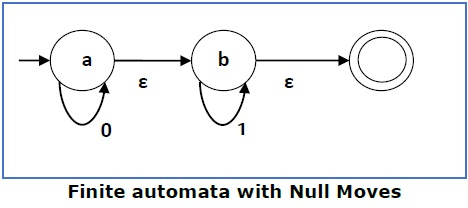 a b
ε ε
0 1
Finite automata with Null Moves